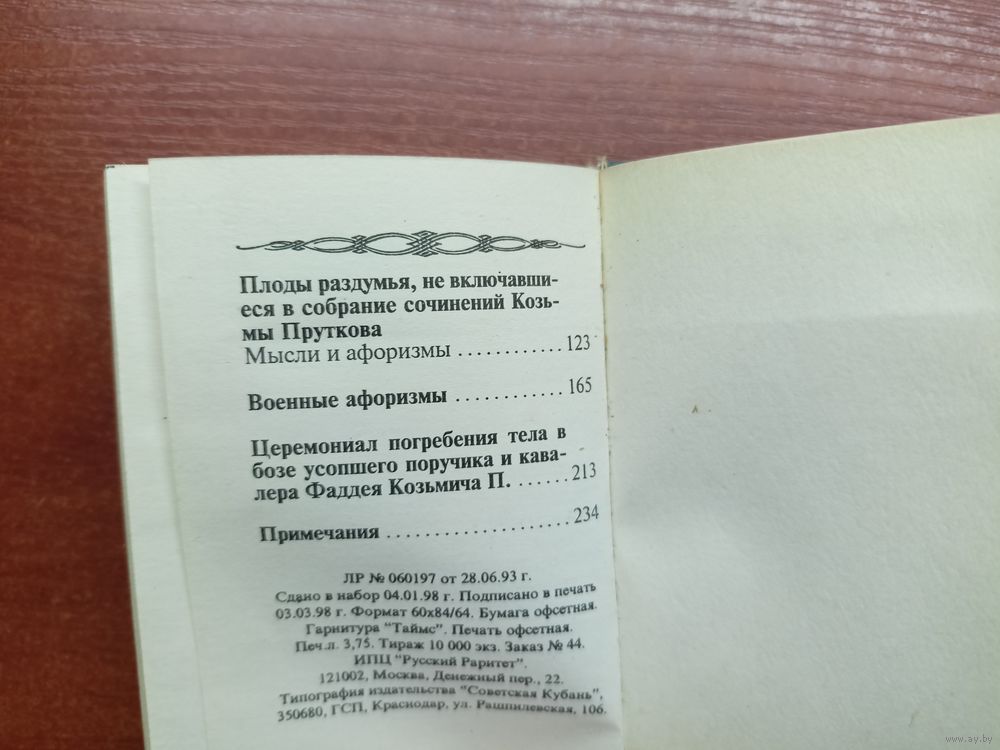 Плоды раздумья, не включавши-
еся в собрание сочинений Козь-
мы Пруткова
Мысли и афоризмы ............ 123
Военные афоризмы ............ 165
Церемониал погребения тела в
бозе усопшего поручика и кава-
лера Фаддея Козьмича П. ...... 213
Примечания .................... 234
ЛР № 060197 от 28.06.93 г.
Сдано в набор 04.01.98 г. Подписано в печать
03.03.98 г. Формат 60х84/64. Бумага офсетная.
Гарнитура "Таймс". Печать офсетная.
Печ.л. 3,75. Тираж 10 000 экз. Заказ № 44.
ИПЦ "Русский Раритет".
121002, Москва, Денежный пер., 22.
Типография издательства "Советская Кубань",
350680, ГСП, Краснодар, ул. Рашпилевская, 106.
www.ay.by